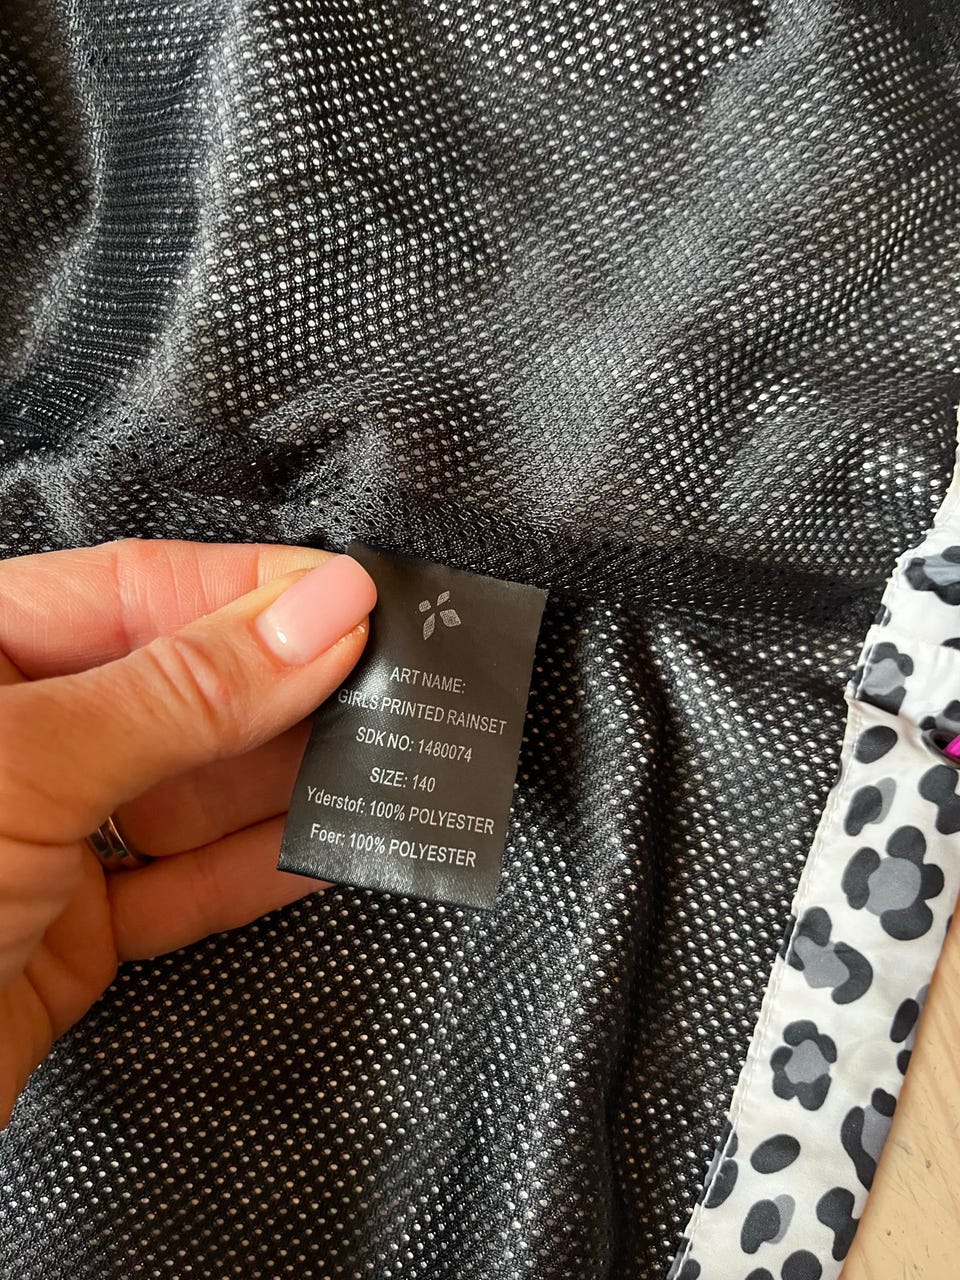 ART NAME:
GIRLS PRINTED RAINSET
SDK NO: 1480074
SIZE: 140
Yderstof: 100% POLYESTER
Foer: 100% POLYESTER